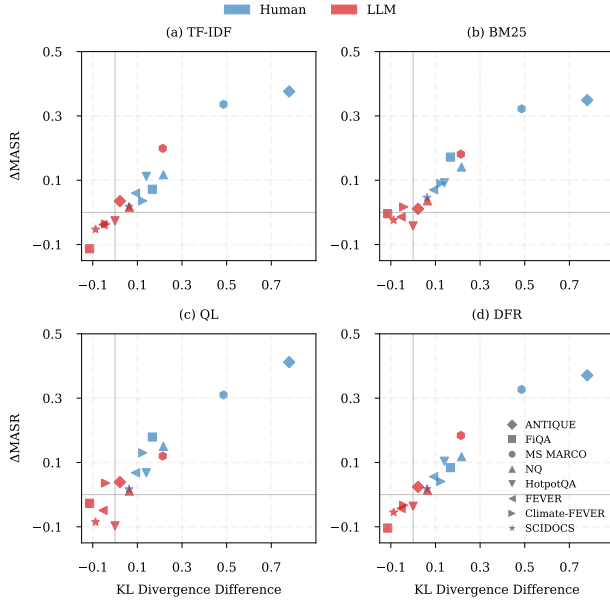 Human LLM
(a) TF-IDF
(b) BM25
0.5
0.3
0.1
−0.1
ΔMASR
−0.1 0.1 0.3 0.5 0.7
0.5
0.3
0.1
−0.1
−0.1 0.1 0.3 0.5 0.7
(c) QL
(d) DFR
0.5
0.3
0.1
−0.1
ΔMASR
−0.1 0.1 0.3 0.5 0.7
KL Divergence Difference
0.5
0.3
0.1
−0.1
ANTIQUE
FiQA
MS MARCO
NQ
HotpotQA
FEVER
Climate-FEVER
SCIDOCS
−0.1 0.1 0.3 0.5 0.7
KL Divergence Difference